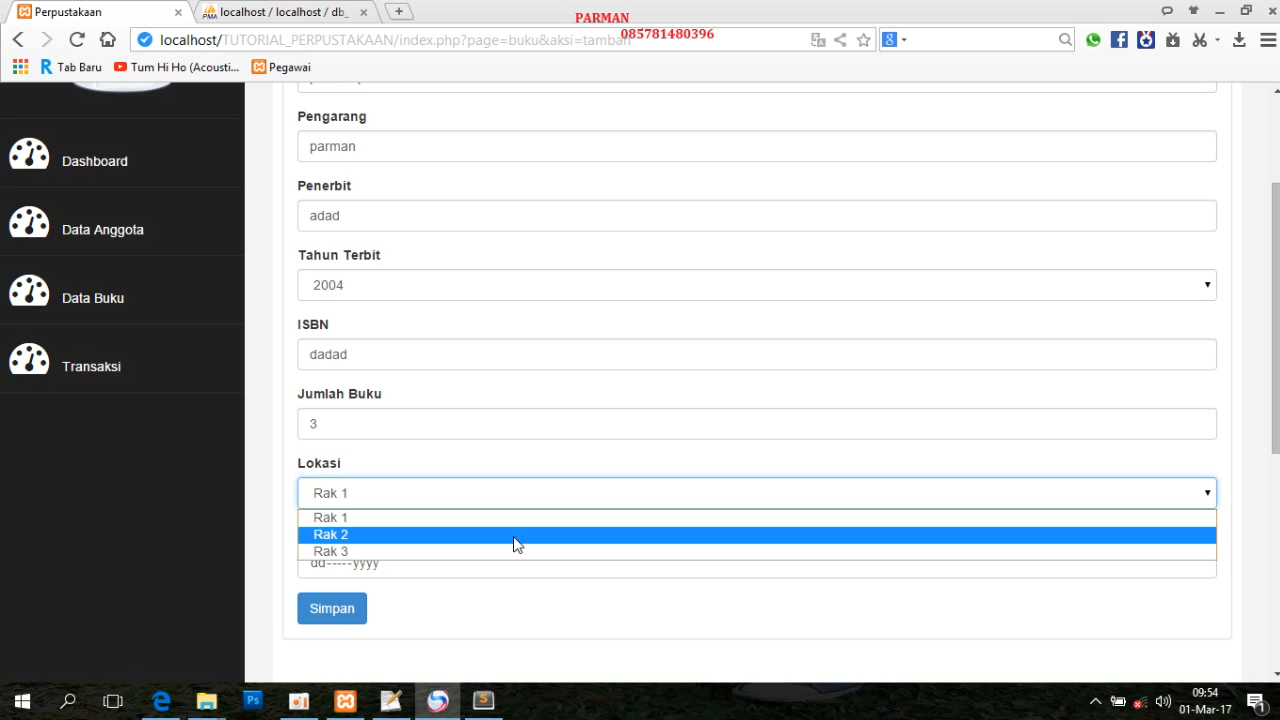 Perpustakaan
localhost / localhost / db_
PARMAN
085781480396
localhost/TUTORIAL_PERPUSTAKAAN/index.php?page=buku&aksi=tambah
Tab Baru
Tum Hi Ho (Acousti...
Pegawai
Dashboard
Data Anggota
Data Buku
Transaksi
Pengarang
parman
Penerbit
adad
Tahun Terbit
2004
ISBN
dadad
Jumlah Buku
3
Lokasi
Rak 1
Rak 1
Rak 2
Rak 3
dd-----yyyy
Simpan
09:54
01-Mar-17